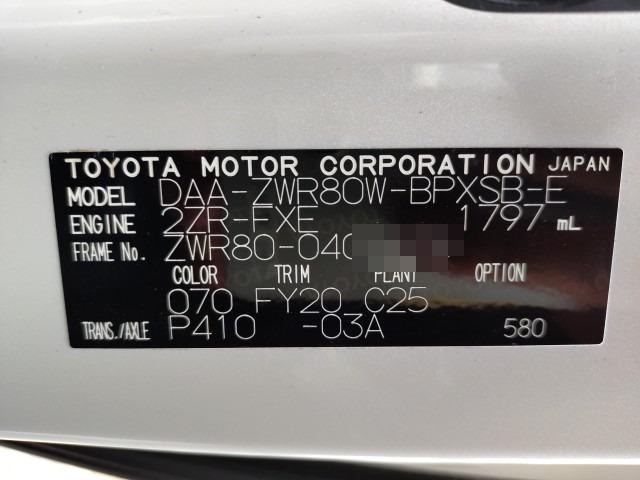 TOYOTA MOTOR CORPORATION JAPAN
MODEL DAA-ZWR80W-BPXSB-E
ENGINE 2ZR-FXE 1797 mL
FRAME No. ZWR80-040
COLOR TRIM PLANT OPTION
070 FY20 C25
TRANS./AXLE P410 -03A 580